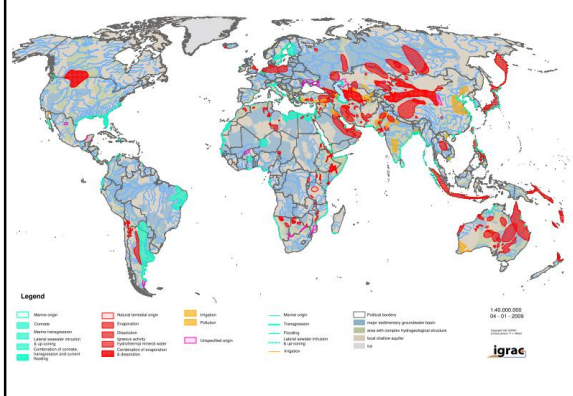 Legend
Marine origin
Connate
Marine transgression
Lateral seawater intrusion
& up-coning
Combination of connate,
transgression and current
flooding
Natural terrestrial origin
Evaporation
Dissolution
Igneous activity
hydrothermal mineral water
Combination of evaporation
& dissolution
Irrigation
Pollution
Unspecified origin
Marine origin
Transgression
Flooding
Lateral seawater intrusion
& up-coning
Irrigation
Political borders
major sedimentary groundwater basin
area with complex hydrogeological structure
local shallow aquifer
Ice
1:40.000.000
04 - 01 - 2009
igrac